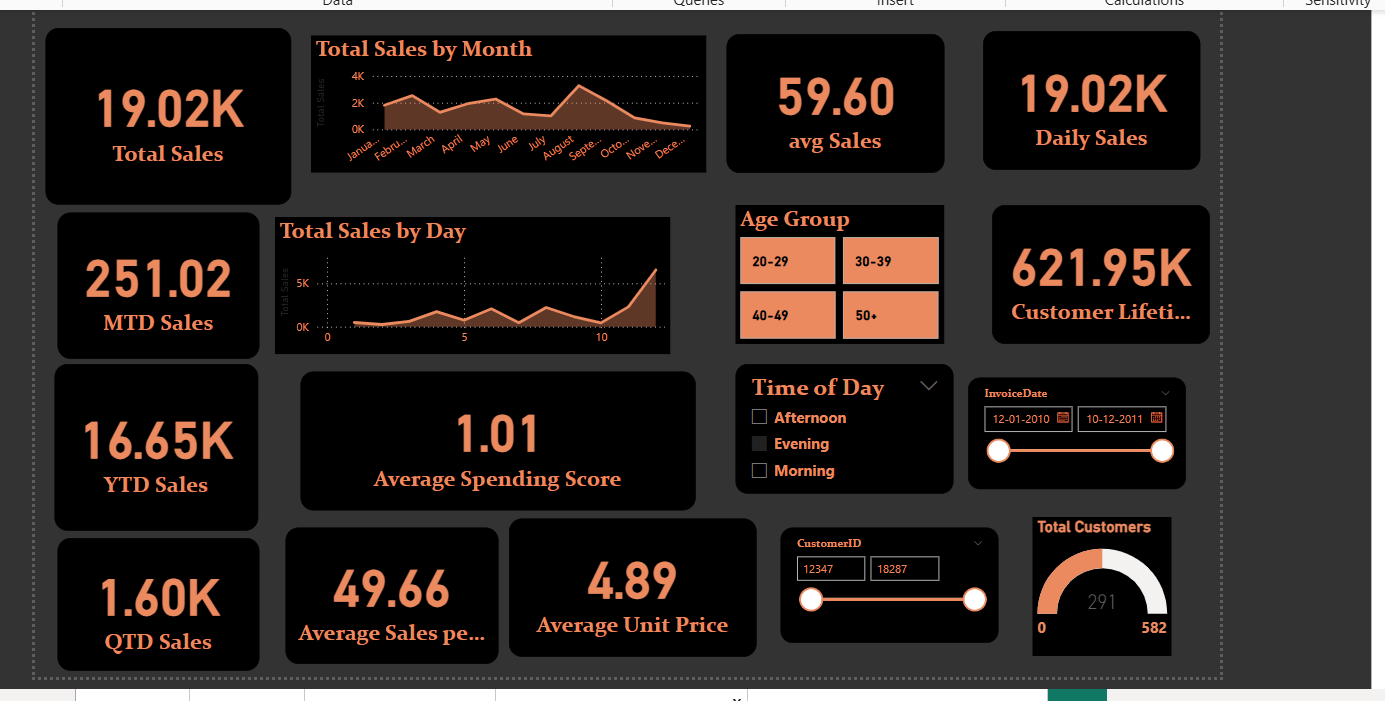 Data Queries Insert Calculations Sensitivity
19.02K
Total Sales
Total Sales by Month
Total Sales
4K
2K
0K
Janua... Febru... March April May June July August Septe... Octo... Nove... Dece...
59.60
avg Sales
19.02K
Daily Sales
251.02
MTD Sales
Total Sales by Day
Total Sales
5K
0K
0 5 10
Age Group
20-29 30-39
40-49 50+
621.95K
Customer Lifeti...
16.65K
YTD Sales
1.01
Average Spending Score
Time of Day
Afternoon
Evening
Morning
InvoiceDate
12-01-2010 10-12-2011
1.60K
QTD Sales
49.66
Average Sales pe...
4.89
Average Unit Price
CustomerID
12347 18287
Total Customers
291
0 582